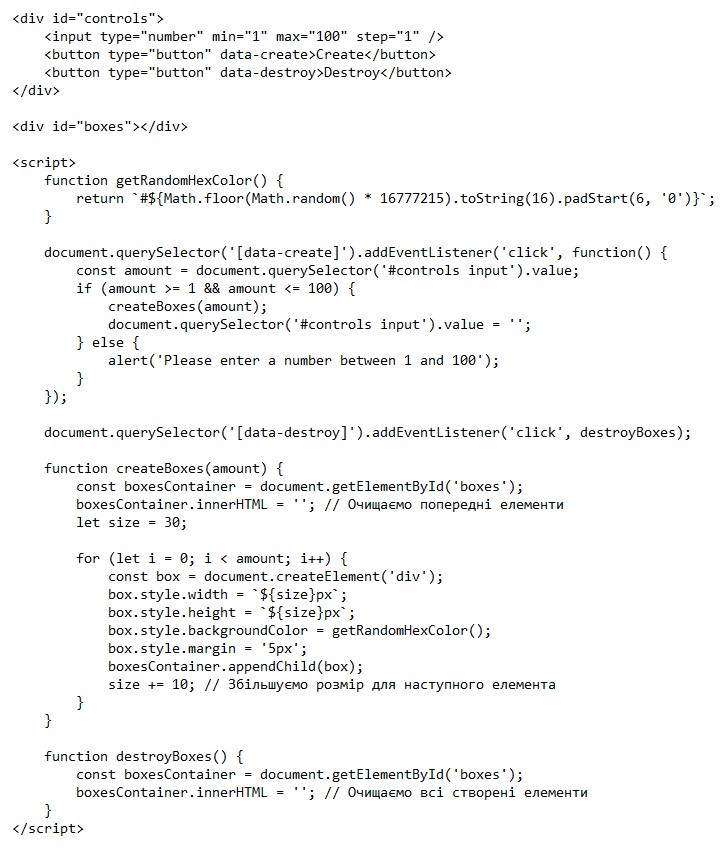 <div id="controls">
    <input type="number" min="1" max="100" step="1" />
    <button type="button" data-create>Create</button>
    <button type="button" data-destroy>Destroy</button>
</div>

<div id="boxes"></div>

<script>
    function getRandomHexColor() {
        return `#${Math.floor(Math.random() * 16777215).toString(16).padStart(6, '0')}`;
    }

    document.querySelector('[data-create]').addEventListener('click', function() {
        const amount = document.querySelector('#controls input').value;
        if (amount >= 1 && amount <= 100) {
            createBoxes(amount);
            document.querySelector('#controls input').value = '';
        } else {
            alert('Please enter a number between 1 and 100');
        }
    });

    document.querySelector('[data-destroy]').addEventListener('click', destroyBoxes);

    function createBoxes(amount) {
        const boxesContainer = document.getElementById('boxes');
        boxesContainer.innerHTML = ''; // Очищаємо попередні елементи
        let size = 30;

        for (let i = 0; i < amount; i++) {
            const box = document.createElement('div');
            box.style.width = `${size}px`;
            box.style.height = `${size}px`;
            box.style.backgroundColor = getRandomHexColor();
            box.style.margin = '5px';
            boxesContainer.appendChild(box);
            size += 10; // Збільшуємо розмір для наступного елемента
        }
    }

    function destroyBoxes() {
        const boxesContainer = document.getElementById('boxes');
        boxesContainer.innerHTML = ''; // Очищаємо всі створені елементи
    }
</script>